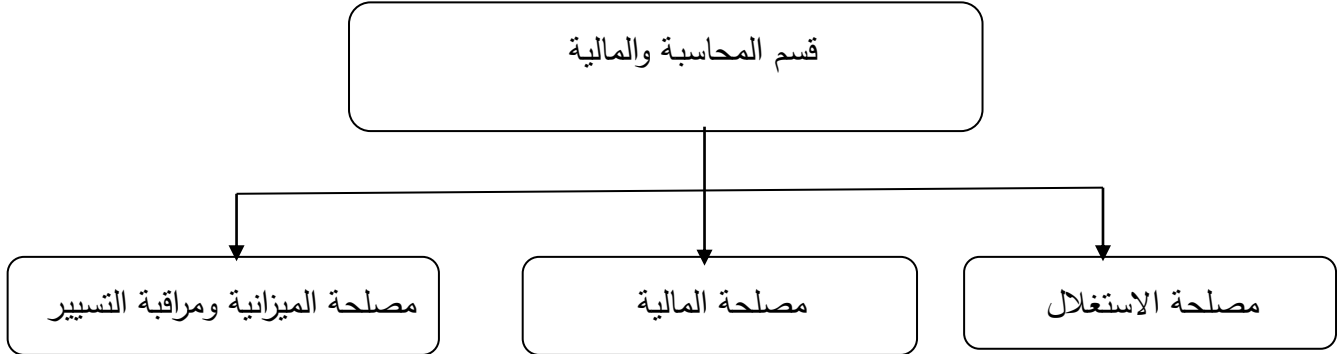 قسم المحاسبة والمالية
مصلحة الاستغلال
مصلحة المالية
مصلحة الميزانية ومراقبة التسيير